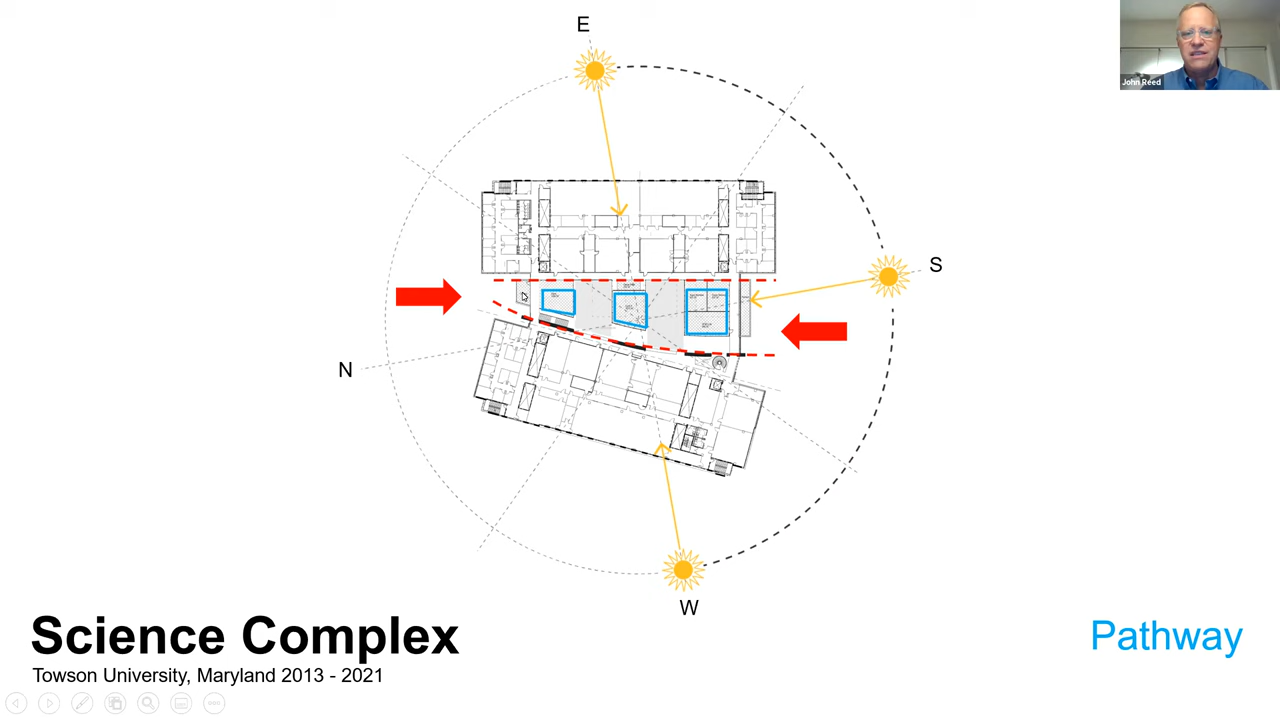 E
John Reed
S
N
W
Science Complex
Pathway
Towson University, Maryland 2013 - 2021